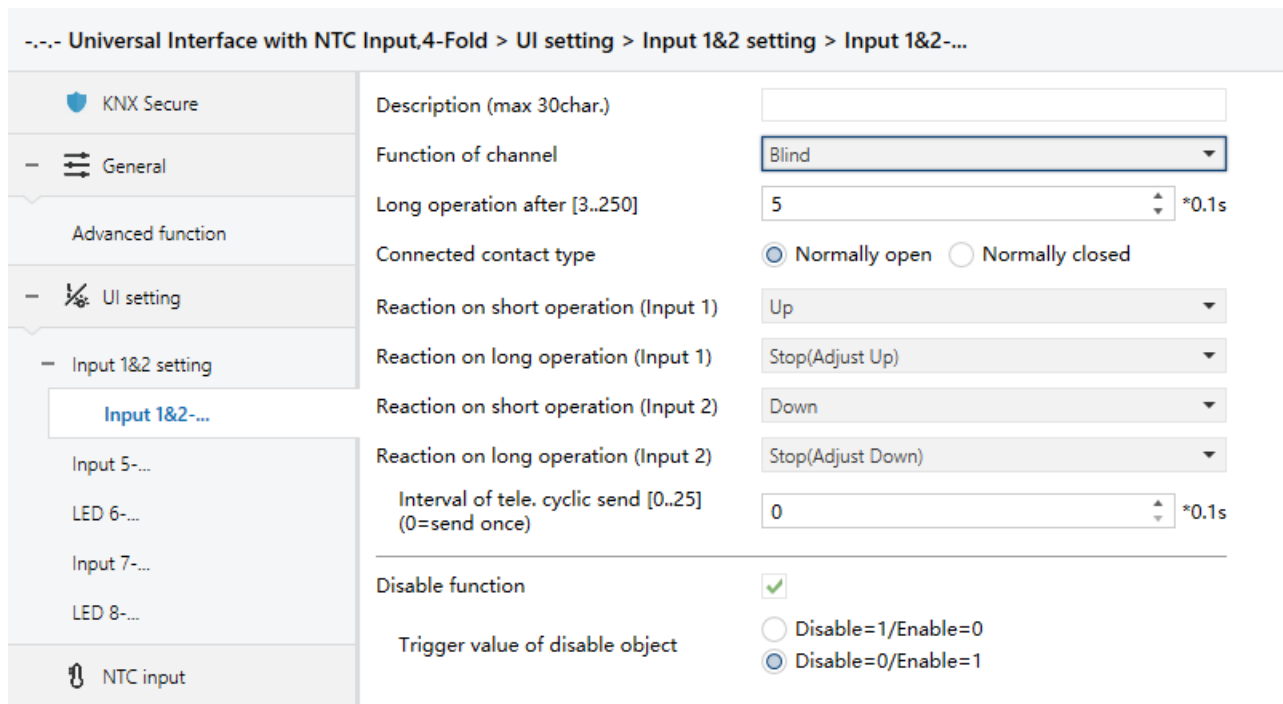 -.-.- Universal Interface with NTC Input,4-Fold > UI setting > Input 1&2 setting > Input 1&2-...
KNX Secure
General
Advanced function
UI setting
Input 1&2 setting
Input 1&2-...
Input 5-...
LED 6-...
Input 7-...
LED 8-...
NTC input
Description (max 30char.)
Function of channel Blind
Long operation after [3..250] 5 *0.1s
Connected contact type Normally open Normally closed
Reaction on short operation (Input 1) Up
Reaction on long operation (Input 1) Stop(Adjust Up)
Reaction on short operation (Input 2) Down
Reaction on long operation (Input 2) Stop(Adjust Down)
Interval of tele. cyclic send [0..25]
(0=send once) 0 *0.1s
Disable function
Trigger value of disable object
Disable=1/Enable=0
Disable=0/Enable=1